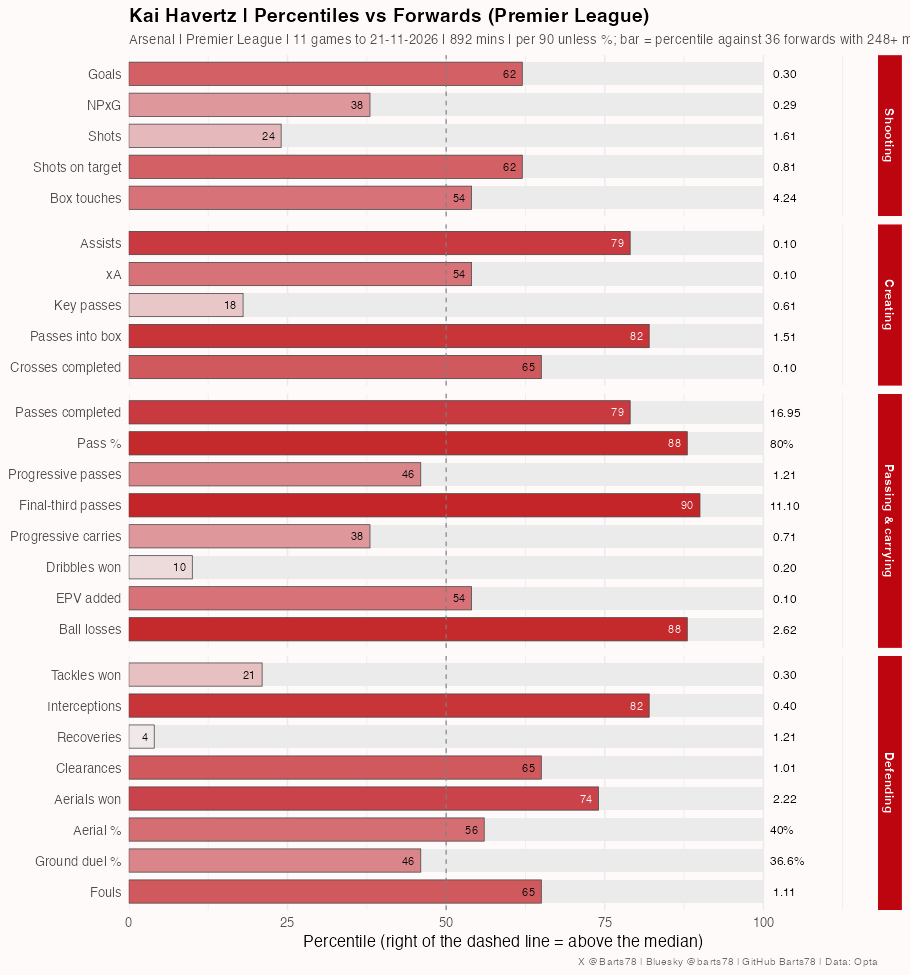 Kai Havertz | Percentiles vs Forwards (Premier League)
Arsenal | Premier League | 11 games to 21-11-2026 | 892 mins | per 90 unless %; bar = percentile against 36 forwards with 248+ m
Goals 62 0.30
NPxG 38 0.29
Shots 24 1.61
Shots on target 62 0.81
Box touches 54 4.24
Shooting
Assists 79 0.10
xA 54 0.10
Key passes 18 0.61
Passes into box 82 1.51
Crosses completed 65 0.10
Creating
Passes completed 79 16.95
Pass % 88 80%
Progressive passes 46 1.21
Final-third passes 90 11.10
Progressive carries 38 0.71
Dribbles won 10 0.20
EPV added 54 0.10
Ball losses 88 2.62
Passing & carrying
Tackles won 21 0.30
Interceptions 82 0.40
Recoveries 4 1.21
Clearances 65 1.01
Aerials won 74 2.22
Aerial % 56 40%
Ground duel % 46 36.6%
Fouls 65 1.11
Defending
0 25 50 75 100
Percentile (right of the dashed line = above the median)
X @Barts78 | Bluesky @barts78 | GitHub Barts78 | Data: Opta